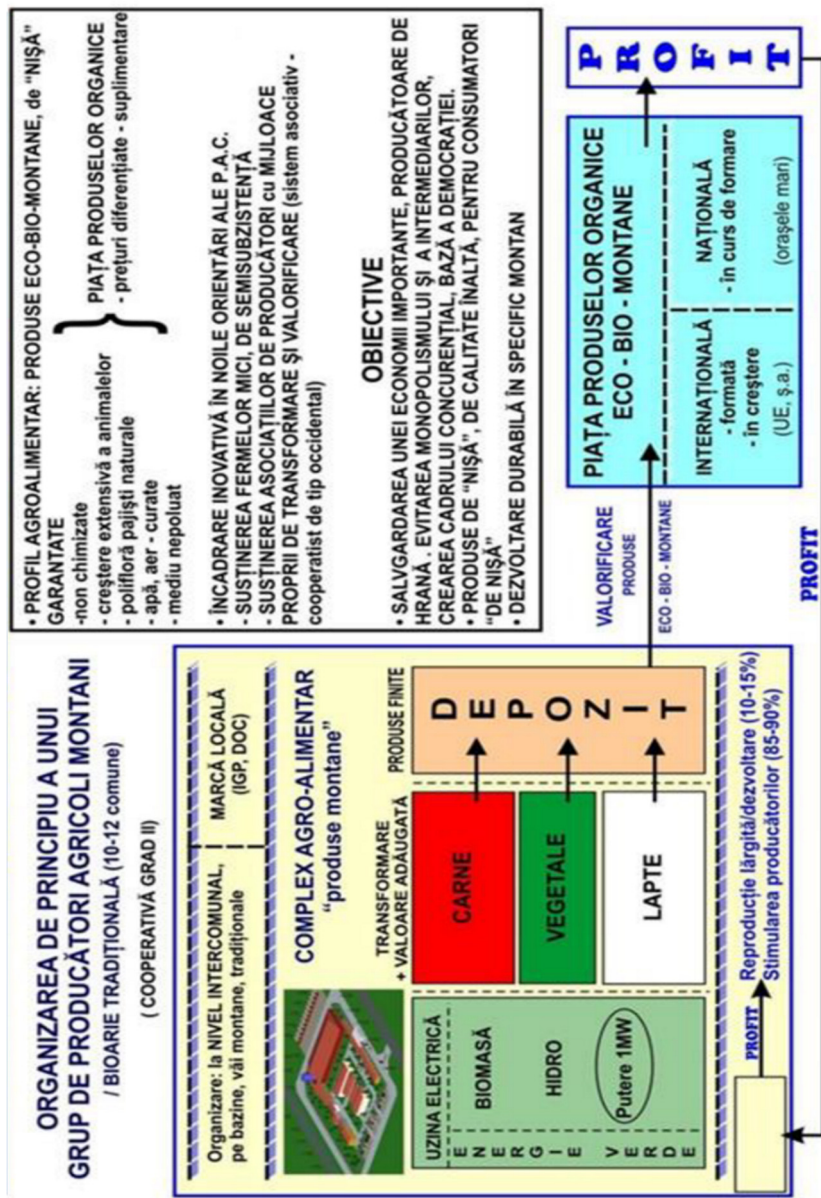 ORGANIZAREA DE PRINCIPIU A UNUI
GRUP DE PRODUCĂTORI AGRICOLI MONTANI
/ BIOARIE TRADIȚIONALĂ (10-12 comune)
( COOPERATIVĂ GRAD II)
Organizare: la NIVEL INTERCOMUNAL,
pe bazine, văi montane, tradiționale
MARCĂ LOCALĂ
(IGP, DOC)
COMPLEX AGRO-ALIMENTAR
"produse montane"
UZINA ELECTRICĂ
ENERGIE VERDE
BIOMASĂ
HIDRO
Putere 1MW
TRANSFORMARE
+ VALOARE ADĂUGATĂ
CARNE
VEGETALE
LAPTE
PRODUSE FINITE
DEPOZIT
PROFIT
Reproducție lărgită/dezvoltare (10-15%)
Stimularea producătorilor (85-90%)
• PROFIL AGROALIMENTAR: PRODUSE ECO-BIO-MONTANE, de "NIȘĂ"
GARANTATE
-non chimizate
- creștere extensivă a animalelor
- polifloră pajiști naturale
- apă, aer - curate
- mediu nepoluat
PIAȚA PRODUSELOR ORGANICE
- prețuri diferențiate - suplimentare
• ÎNCADRARE INOVATIVĂ ÎN NOILE ORIENTĂRI ALE P.A.C.
- SUSȚINEREA FERMELOR MICI, DE SEMISUBZISTENȚĂ
- SUSȚINEREA ASOCIAȚIILOR DE PRODUCĂTORI cu MIJLOACE
PROPRII DE TRANSFORMARE ȘI VALORIFICARE (sistem asociativ -
cooperatist de tip occidental)
OBIECTIVE
• SALVGARDAREA UNEI ECONOMII IMPORTANTE, PRODUCĂTOARE DE
HRANĂ . EVITAREA MONOPOLISMULUI ȘI A INTERMEDIARILOR,
CREAREA CADRULUI CONCURENȚIAL, BAZĂ A DEMOCRAȚIEI.
• PRODUSE DE "NIȘĂ", DE CALITATE ÎNALTĂ, PENTRU CONSUMATORI
"DE NIȘĂ"
• DEZVOLTARE DURABILĂ ÎN SPECIFIC MONTAN
VALORIFICARE
PRODUSE
ECO - BIO - MONTANE
PIAȚA PRODUSELOR ORGANICE
ECO - BIO - MONTANE
INTERNAȚIONALĂ
- formată
- în creștere
(UE, ș.a.)
NAȚIONALĂ
- în curs de formare
(orașele mari)
PROFIT
PROFIT